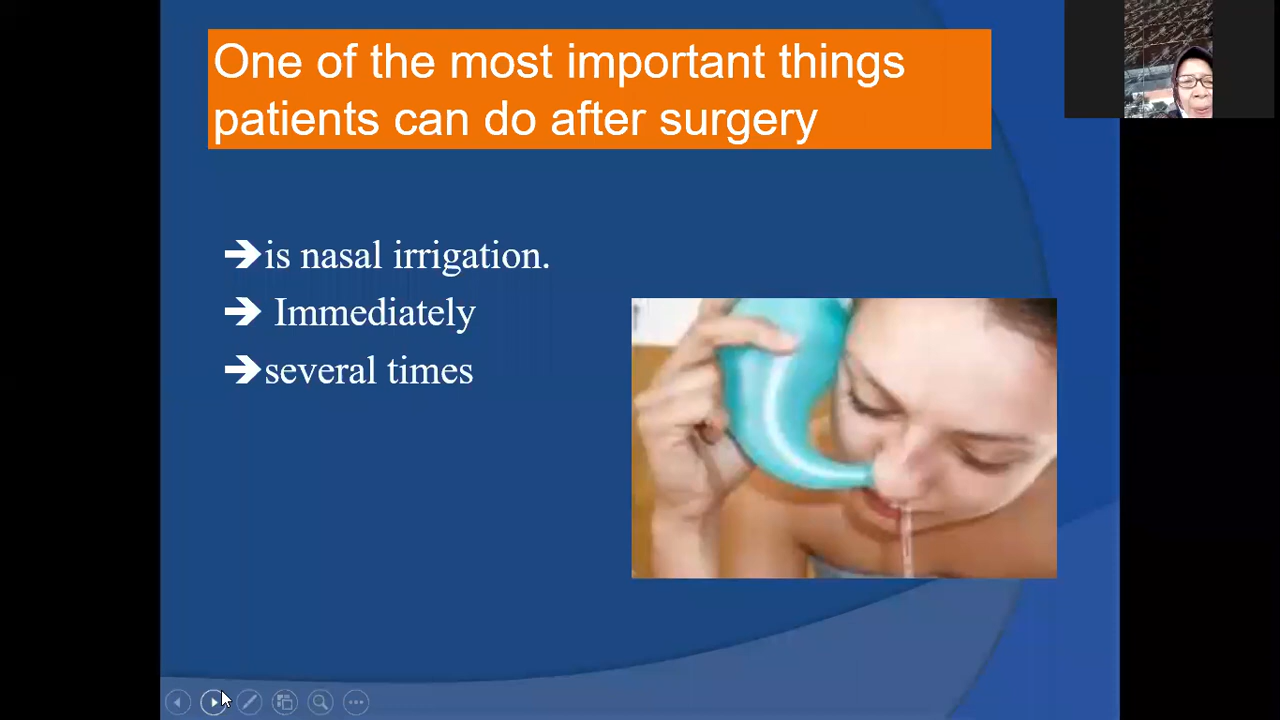 One of the most important things
patients can do after surgery
➔is nasal irrigation.
➔ Immediately
➔several times